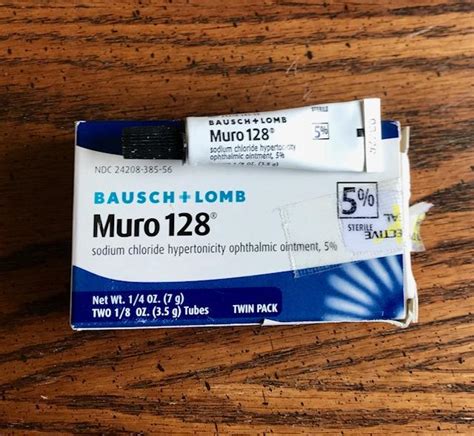 BAUSCH + LOMB
STERILE
Muro 128®
5%
sodium chloride hypertonicity
ophthalmic ointment, 5%
NDC 24208-385-56
BAUSCH + LOMB
5%
STERILE
Muro 128®
sodium chloride hypertonicity ophthalmic ointment, 5%
Net Wt. 1/4 OZ. (7 g)
TWO 1/8 OZ. (3.5 g) Tubes
TWIN PACK